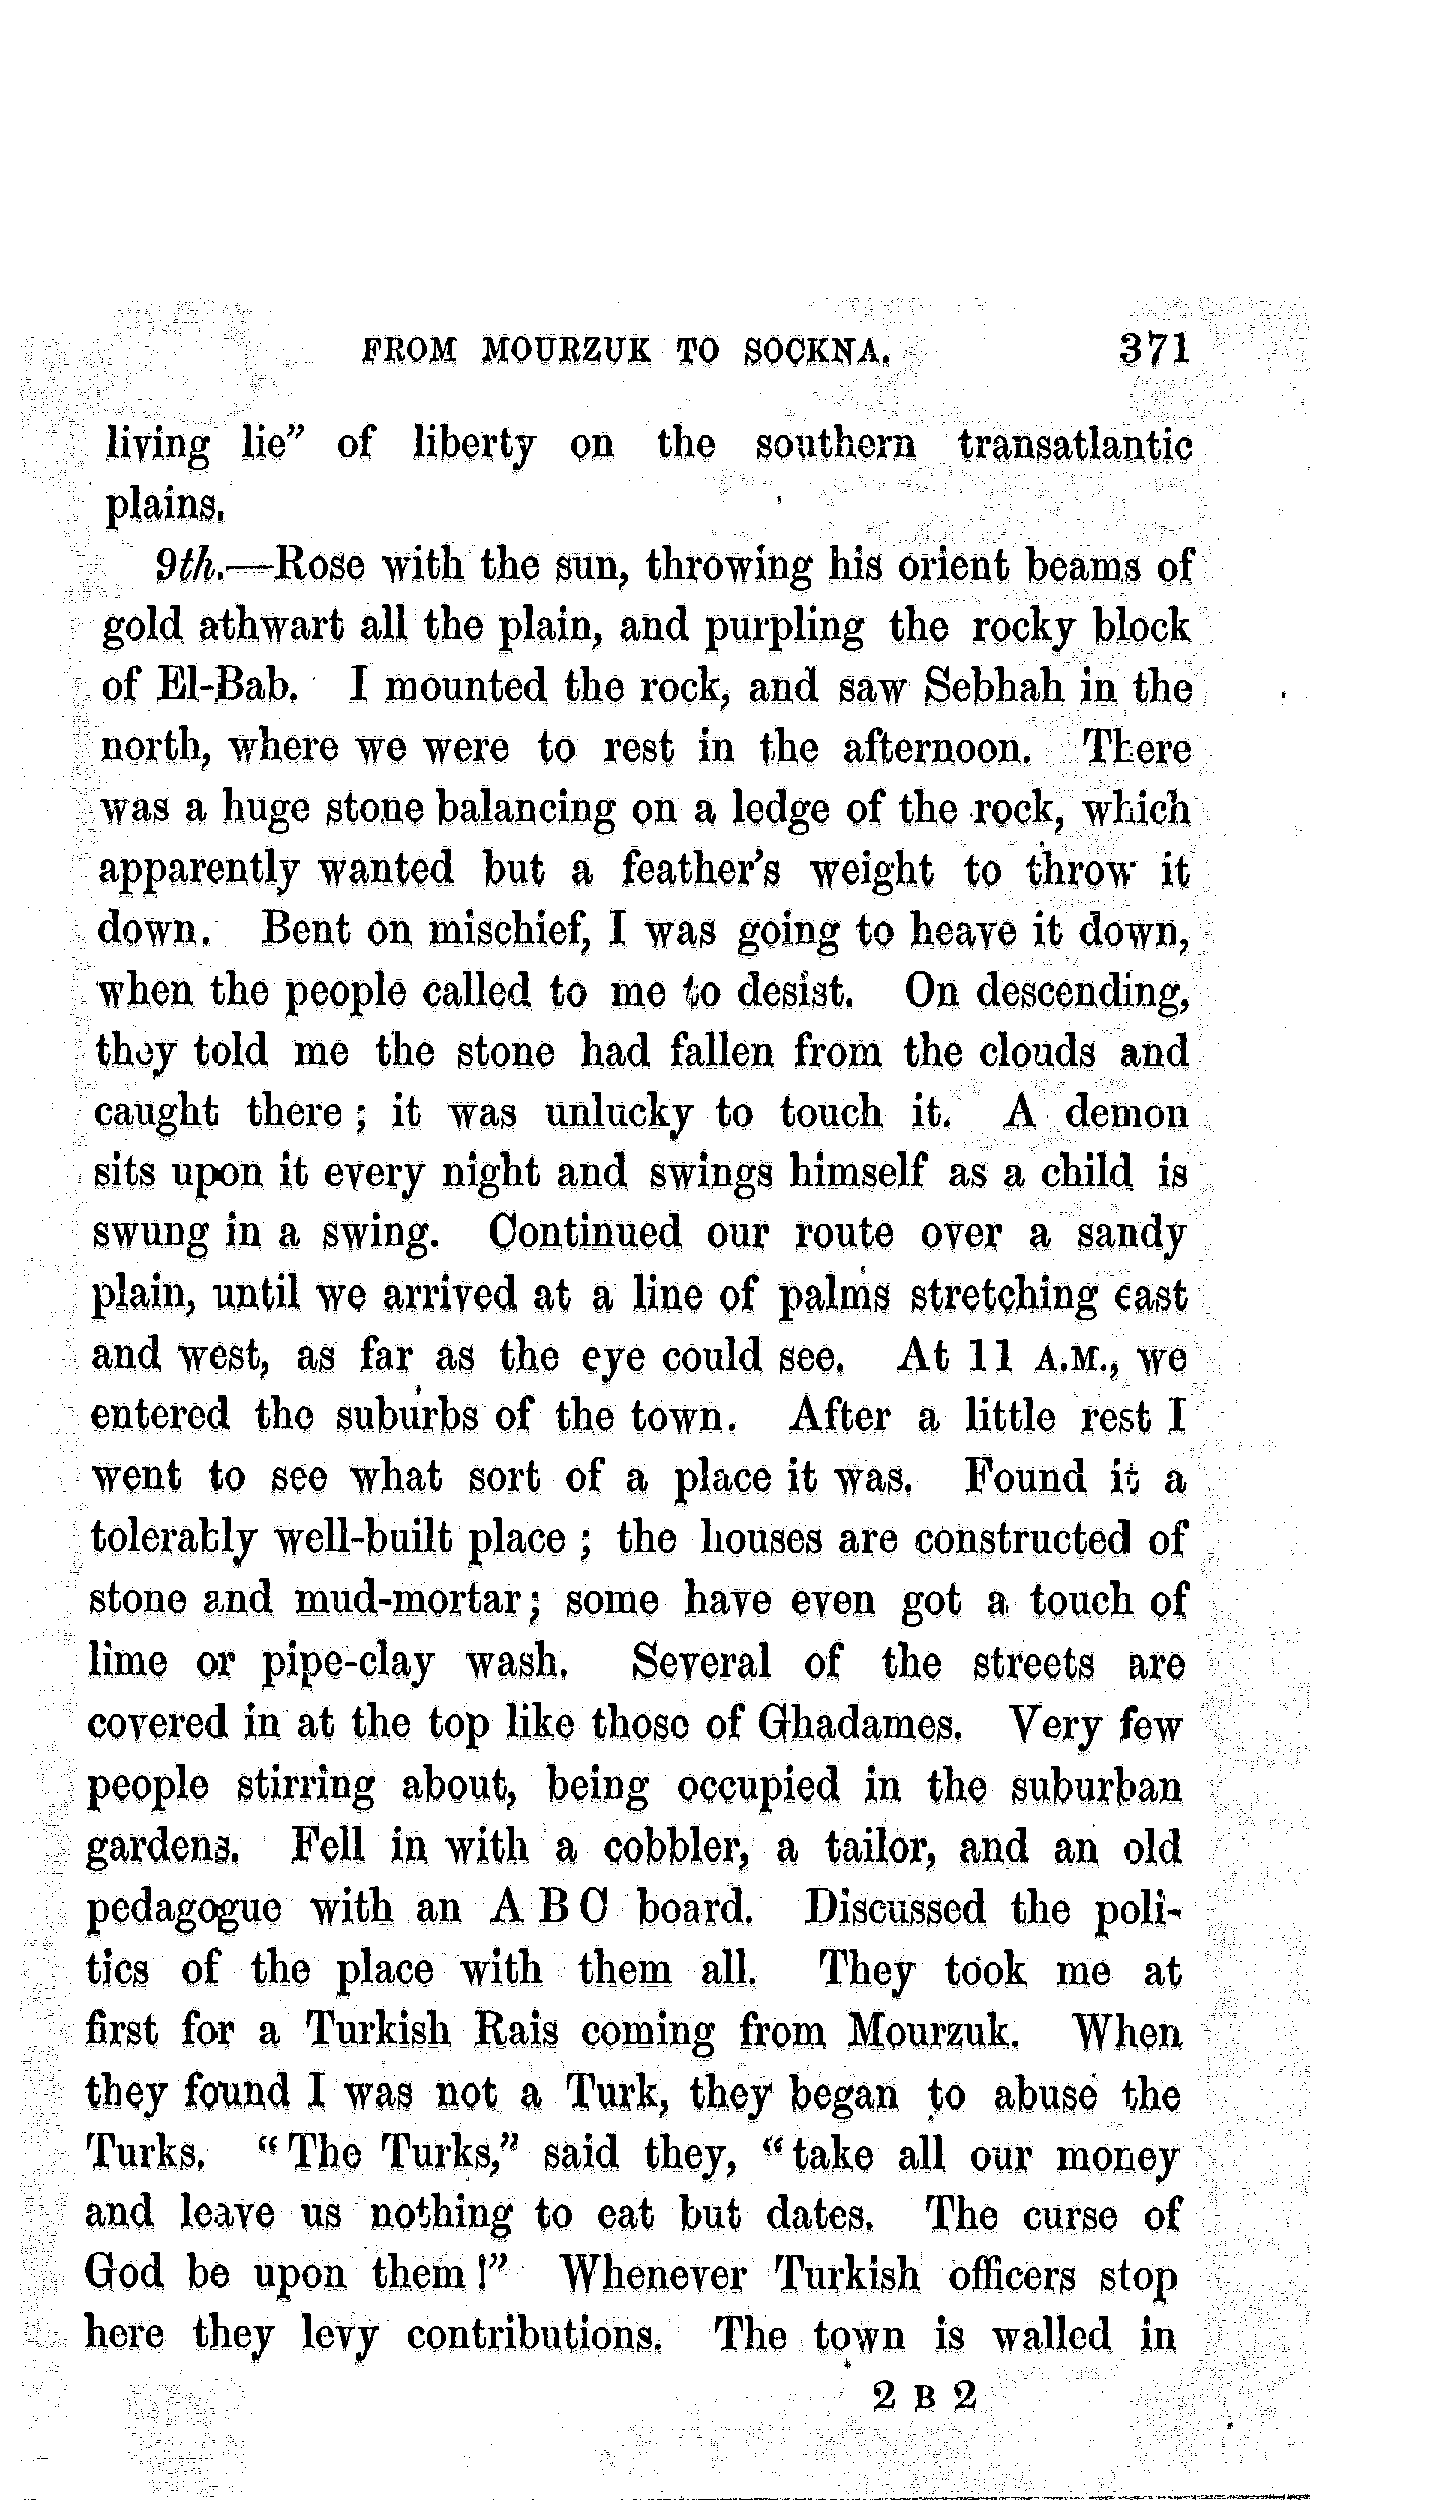 FROM MOURZUK TO SOCKNA. 371
living lie” of liberty on the southern transatlantic
plains.
9th.—Rose with the sun, throwing his orient beams of
gold athwart all the plain, and purpling the rocky block
of El-Bab. I mounted the rock, and saw Sebhah in the
north, where we were to rest in the afternoon. There
was a huge stone balancing on a ledge of the rock, which
apparently wanted but a feather’s weight to throw it
down. Bent on mischief, I was going to heave it down,
when the people called to me to desist. On descending,
they told me the stone had fallen from the clouds and
caught there; it was unlucky to touch it. A demon
sits upon it every night and swings himself as a child is
swung in a swing. Continued our route over a sandy
plain, until we arrived at a line of palms stretching east
and west, as far as the eye could see. At 11 A.M., we
entered the suburbs of the town. After a little rest I
went to see what sort of a place it was. Found it a
tolerably well-built place; the houses are constructed of
stone and mud-mortar; some have even got a touch of
lime or pipe-clay wash. Several of the streets are
covered in at the top like those of Ghadames. Very few
people stirring about, being occupied in the suburban
gardens. Fell in with a cobbler, a tailor, and an old
pedagogue with an A B C board. Discussed the poli-
tics of the place with them all. They took me at
first for a Turkish Rais coming from Mourzuk. When
they found I was not a Turk, they began to abuse the
Turks. “The Turks,” said they, “take all our money
and leave us nothing to eat but dates. The curse of
God be upon them!” Whenever Turkish officers stop
here they levy contributions. The town is walled in
2 B 2